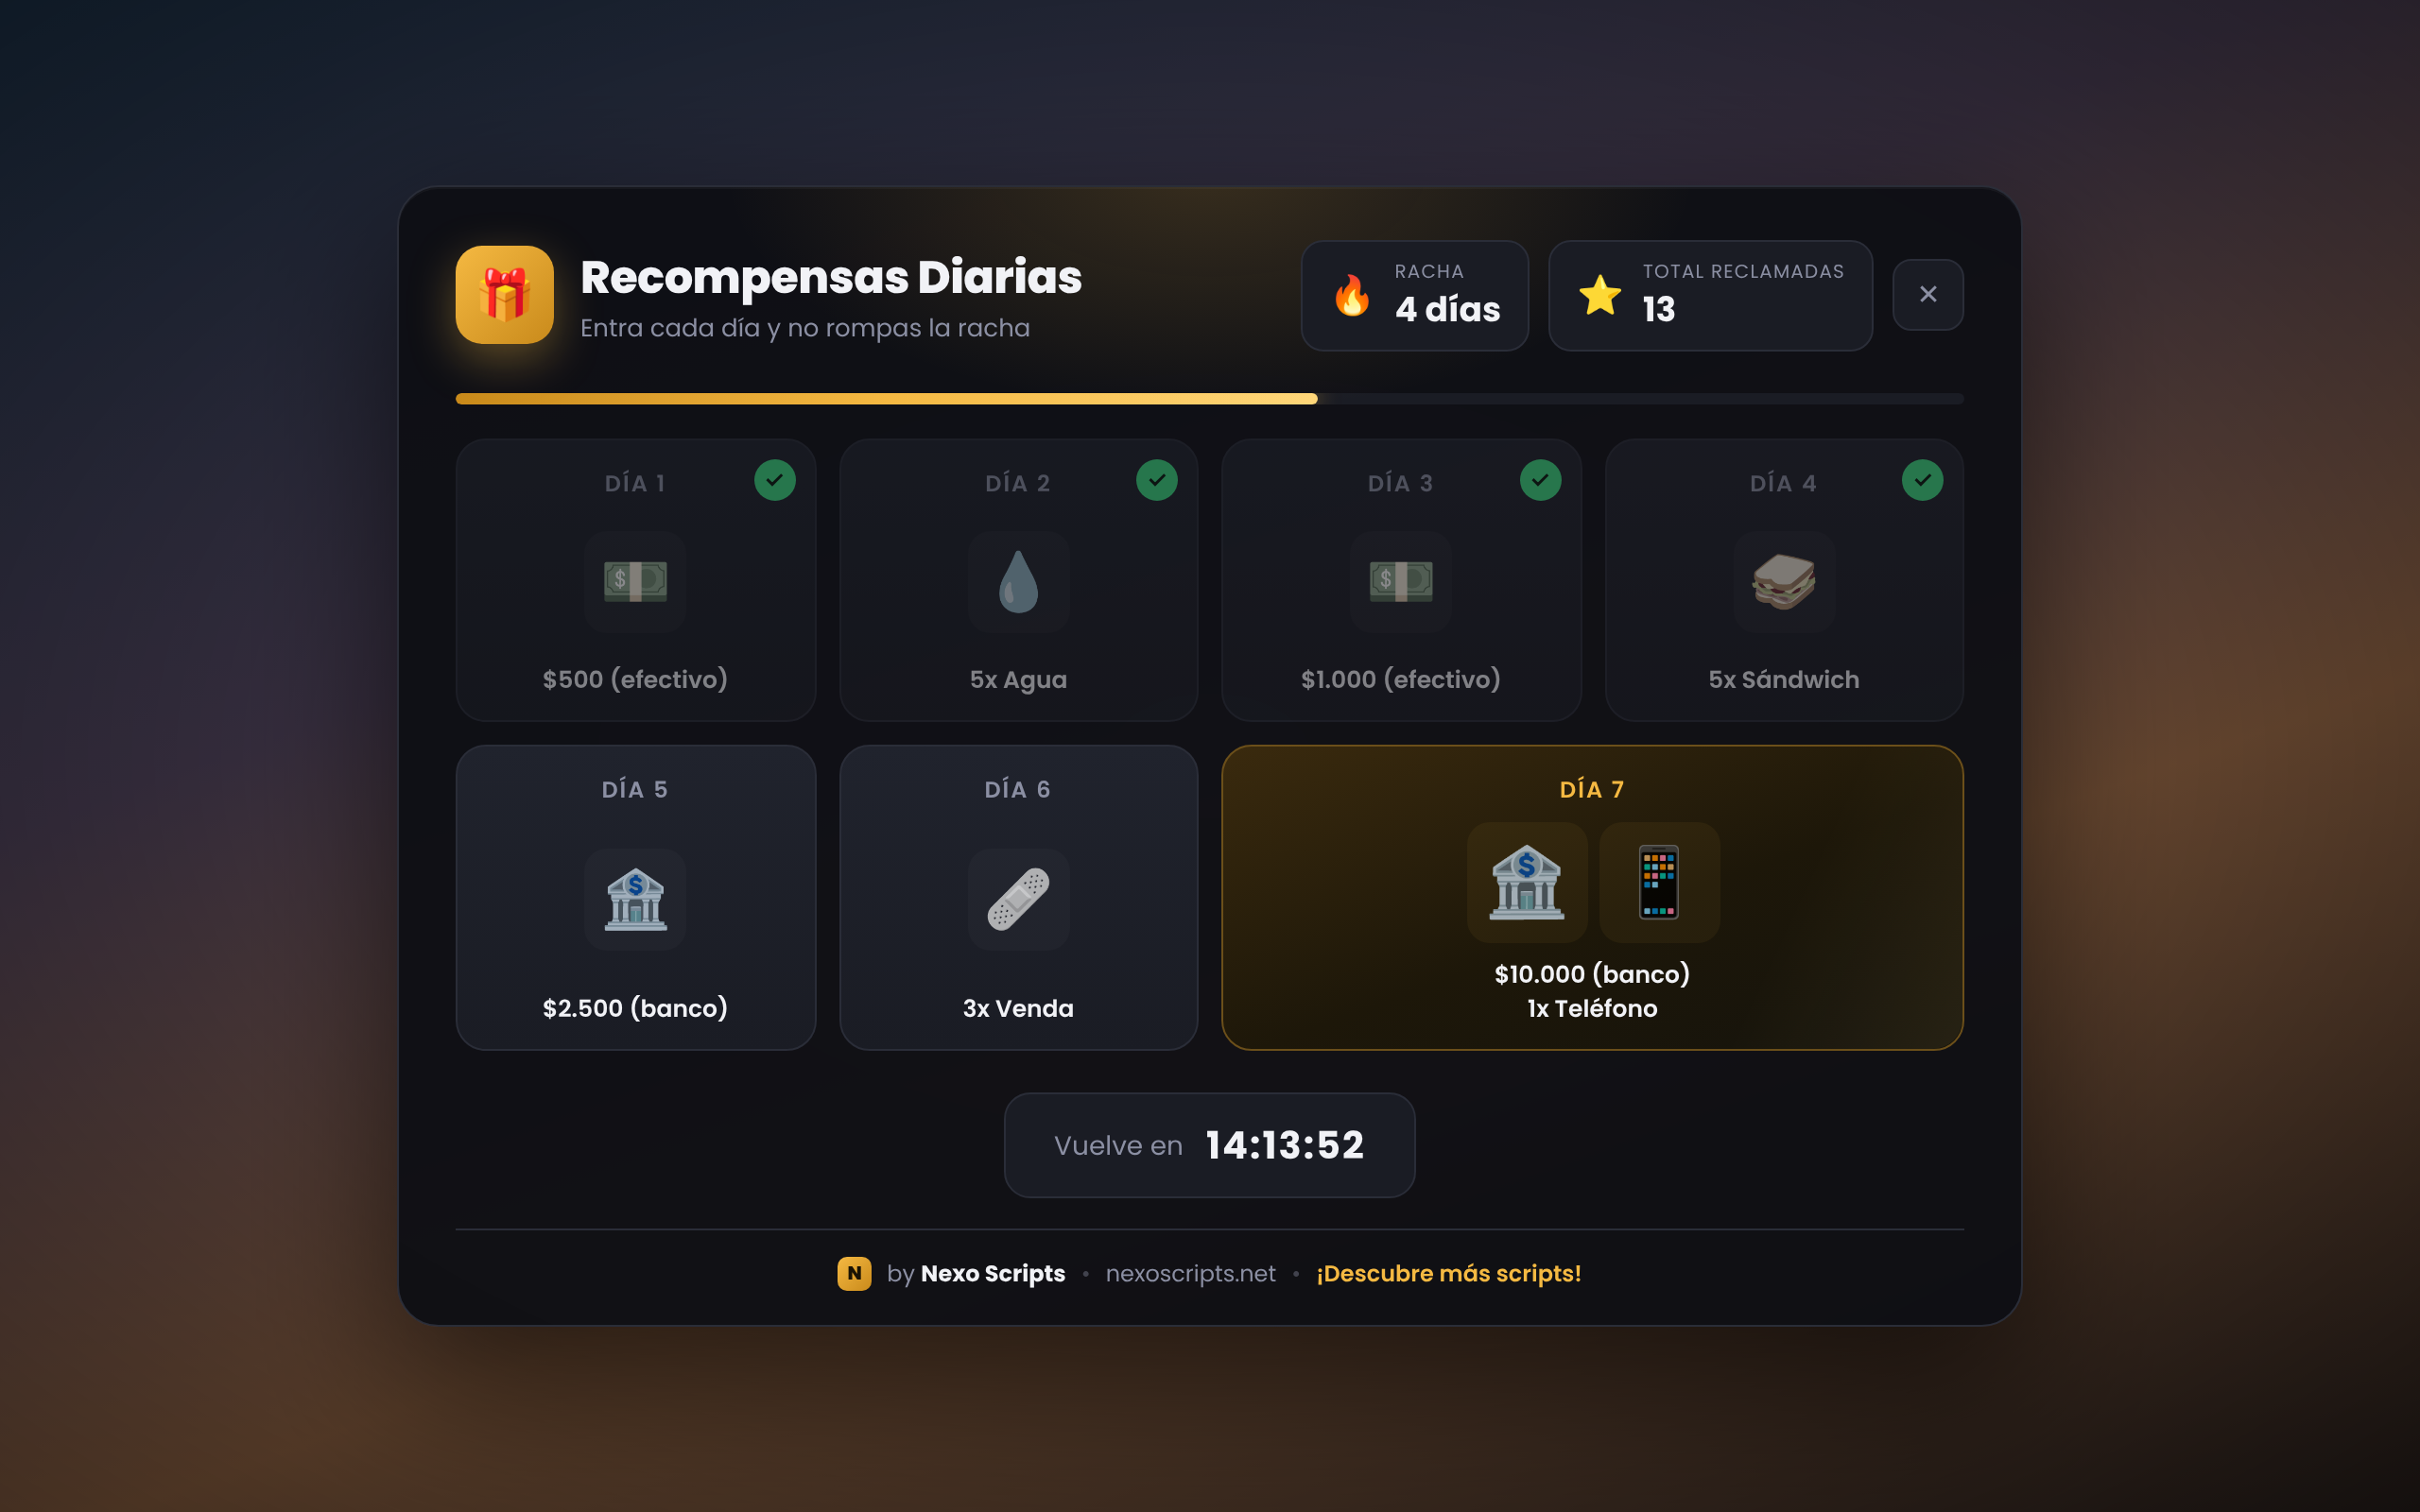 Recompensas Diarias
Entra cada día y no rompas la racha
RACHA
4 días
TOTAL RECLAMADAS
13
DÍA 1
$500 (efectivo)
DÍA 2
5x Agua
DÍA 3
$1.000 (efectivo)
DÍA 4
5x Sándwich
DÍA 5
$2.500 (banco)
DÍA 6
3x Venda
DÍA 7
$10.000 (banco)
1x Teléfono
Vuelve en 14:13:52
N by Nexo Scripts • nexoscripts.net • ¡Descubre más scripts!